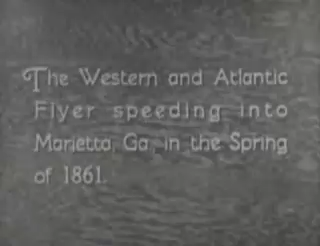 The Western and Atlantic
Flyer speeding into
Marietta, Ga, in the Spring
of 1861.